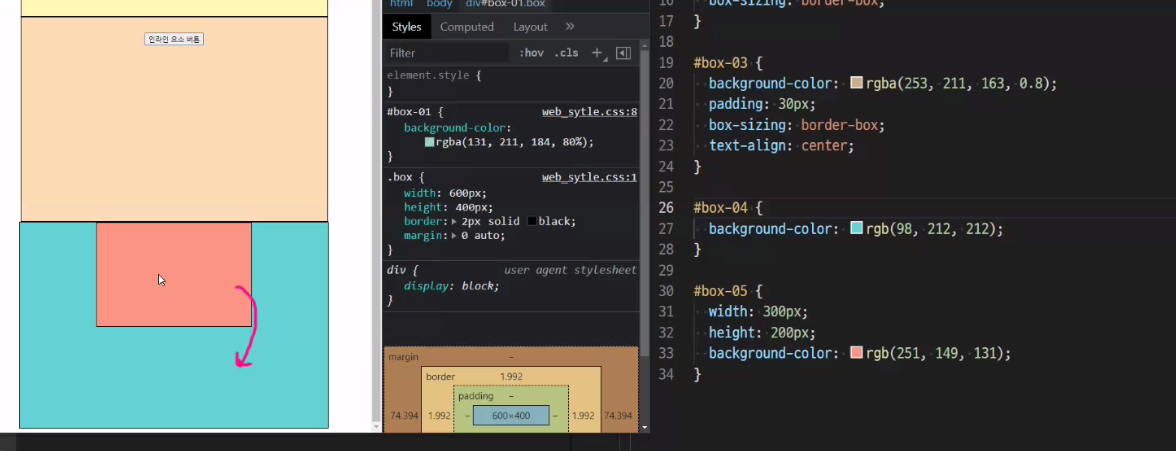 인라인 요소 버튼
html body div#box-01.box
Styles Computed Layout »
Filter :hov .cls +
element.style {
}
#box-01 { web_sytle.css:8
background-color:
rgba(131, 211, 184, 80%);
}
.box { web_sytle.css:1
width: 600px;
height: 400px;
border: 2px solid black;
margin: 0 auto;
}
div { user agent stylesheet
display: block;
}
margin –
border 1.992
padding –
74.394 1.992 – 600×400 – 1.992 74.394
16 box-sizing: border-box;
17 }
18
19 #box-03 {
20 background-color: rgba(253, 211, 163, 0.8);
21 padding: 30px;
22 box-sizing: border-box;
23 text-align: center;
24 }
25
26 #box-04 {
27 background-color: rgb(98, 212, 212);
28 }
29
30 #box-05 {
31 width: 300px;
32 height: 200px;
33 background-color: rgb(251, 149, 131);
34 }